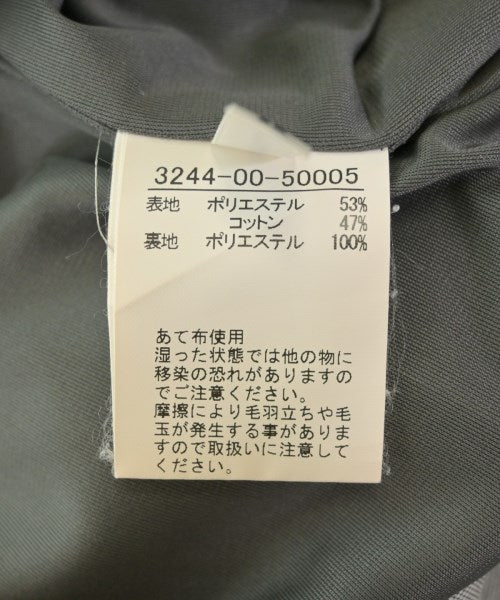 3244-00-50005
表地 ポリエステル 53%
コットン 47%
裏地 ポリエステル 100%
あて布使用
湿った状態では他の物に
移染の恐れがありますの
でご注意ください。
摩擦により毛羽立ちや毛
玉が発生する事がありま
すので取扱いに注意して
ください。